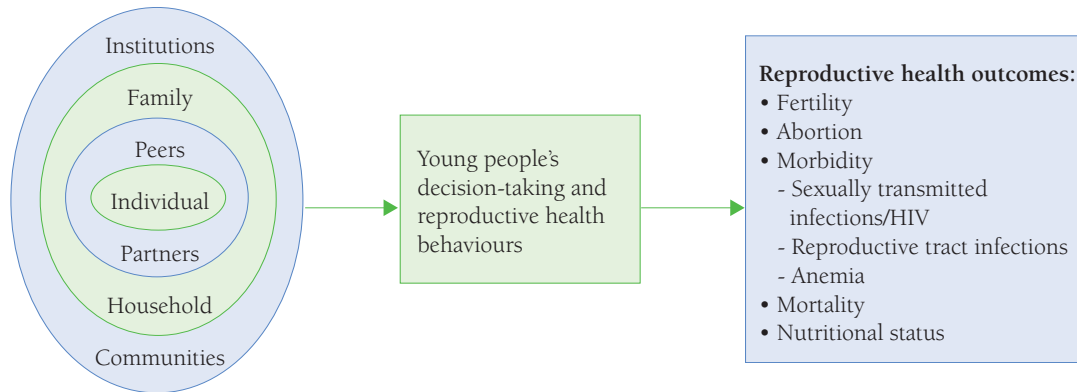 Institutions
Family
Peers
Individual
Partners
Household
Communities
Young people’s
decision-taking and
reproductive health
behaviours
Reproductive health outcomes:
• Fertility
• Abortion
• Morbidity
- Sexually transmitted
infections/HIV
- Reproductive tract infections
- Anemia
• Mortality
• Nutritional status